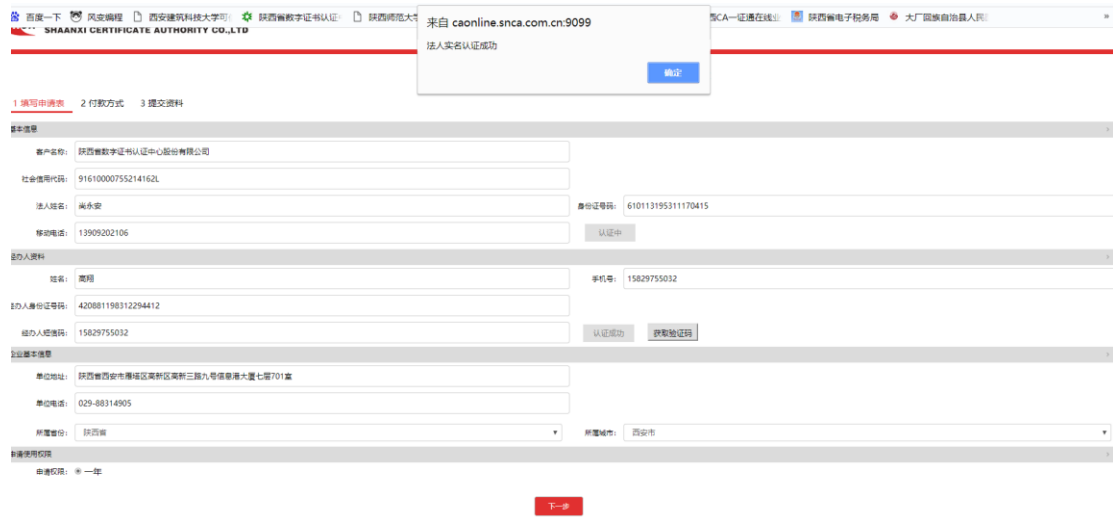 百度一下 风变编程 西安建筑科技大学可 陕西省数字证书认证 陕西师范大学 西CA一证通在线业 陕西省电子税务局 大厂回族自治县人民 »
SHAANXI CERTIFICATE AUTHORITY CO.,LTD
来自 caonline.snca.com.cn:9099
法人实名认证成功
确定
1 填写申请表 2 付款方式 3 提交资料
基本信息
客户名称: 陕西省数字证书认证中心股份有限公司
社会信用代码: 91610000755214162L
法人姓名: 尚永安 身份证号码: 610113195311170415
移动电话: 13909202106 认证中
经办人资料
姓名: 高翔 手机号: 15829755032
经办人身份证号码: 420881198312294412
经办人短信码: 15829755032 认证成功 获取验证码
企业基本信息
单位地址: 陕西省西安市雁塔区高新区高新三路九号信息港大厦七层701室
单位电话: 029-88314905
所属省份: 陕西省 所属城市: 西安市
申请使用权限
申请权限: 一年
下一步